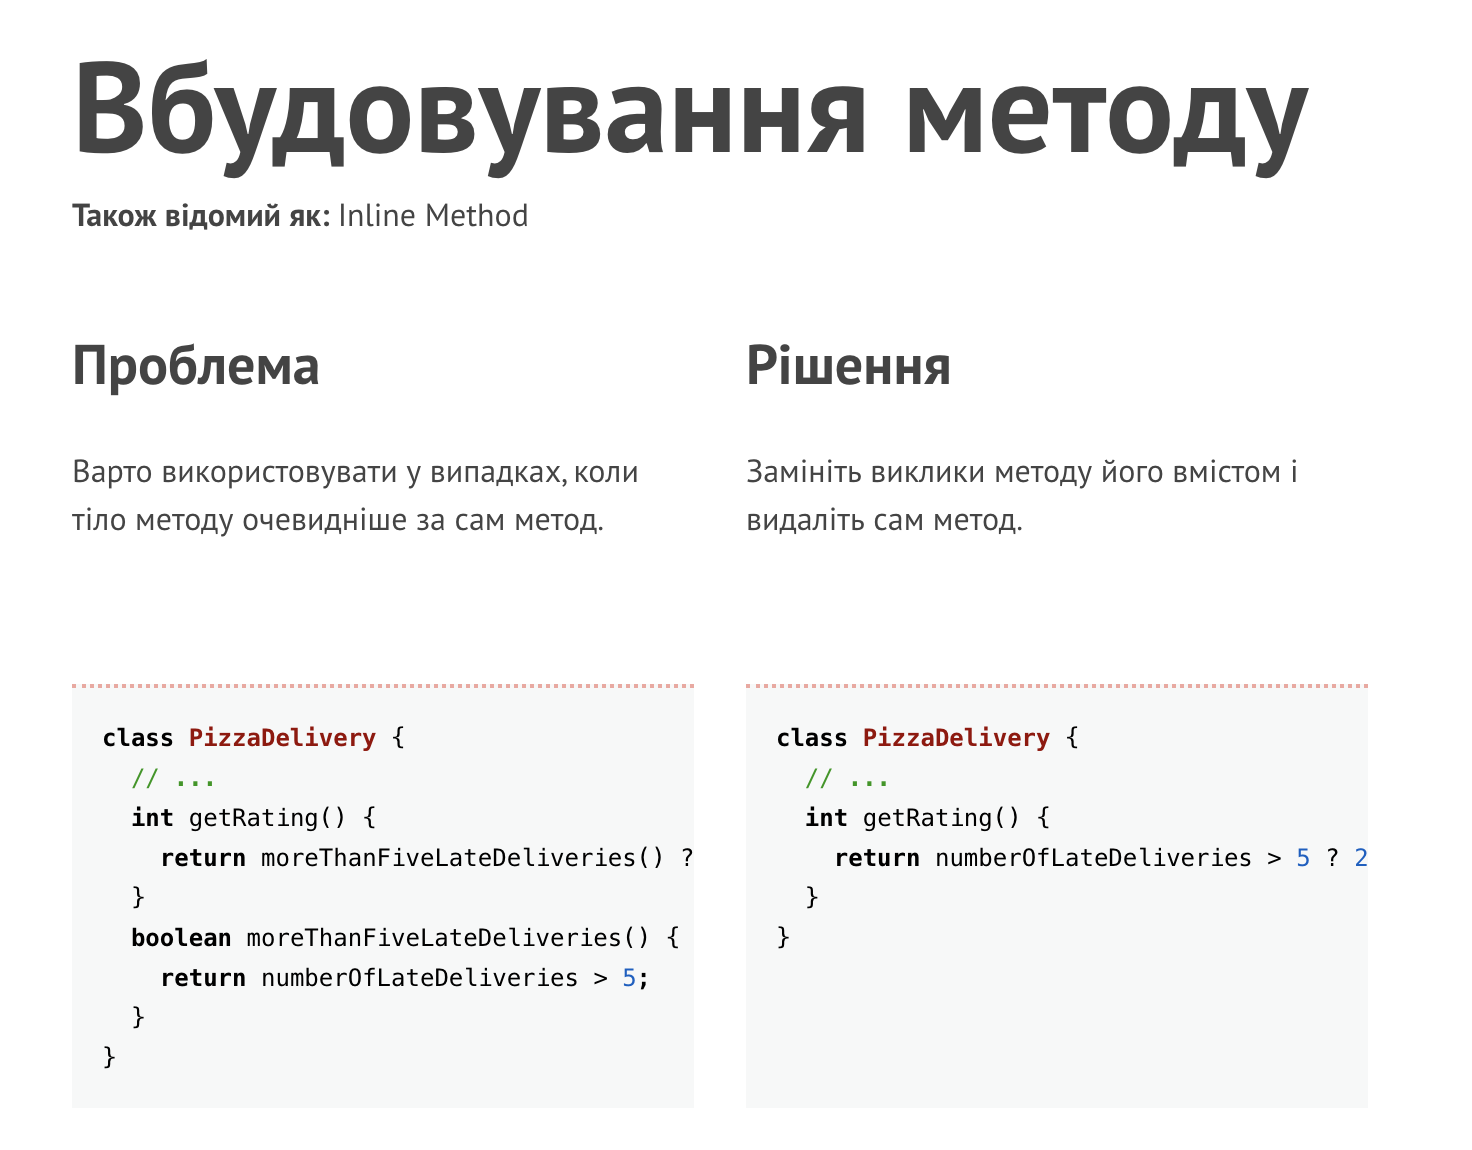 Вбудовування методу
Також відомий як: Inline Method
Проблема
Варто використовувати у випадках, коли
тіло методу очевидніше за сам метод.
class PizzaDelivery {
  // ...
  int getRating() {
    return moreThanFiveLateDeliveries() ?
  }
  boolean moreThanFiveLateDeliveries() {
    return numberOfLateDeliveries > 5;
  }
}
Рішення
Замініть виклики методу його вмістом і
видаліть сам метод.
class PizzaDelivery {
  // ...
  int getRating() {
    return numberOfLateDeliveries > 5 ? 2
  }
}